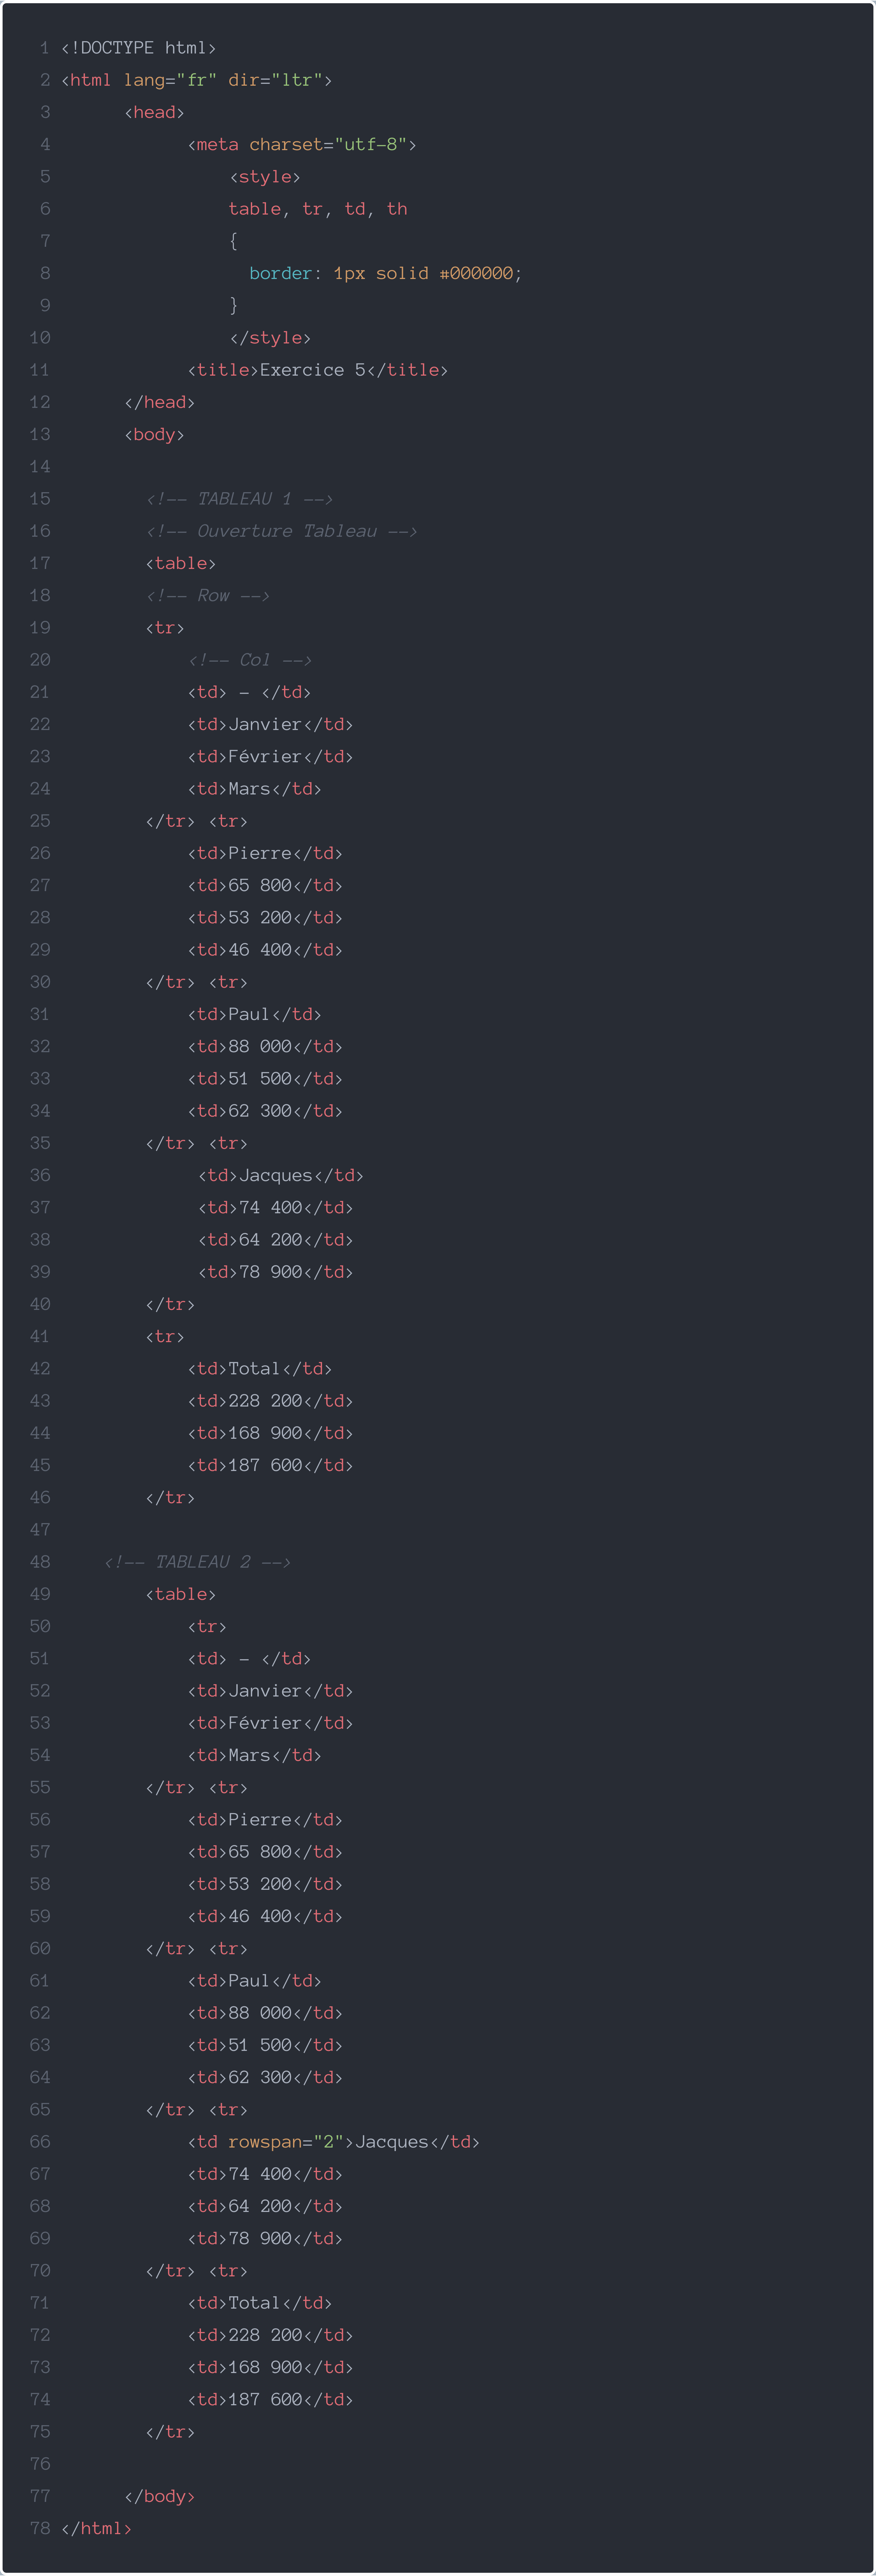 1 <!DOCTYPE html>
2 <html lang="fr" dir="ltr">
3 <head>
4 <meta charset="utf-8">
5 <style>
6 table, tr, td, th
7 {
8 border: 1px solid #000000;
9 }
10 </style>
11 <title>Exercice 5</title>
12 </head>
13 <body>
14
15 <!-- TABLEAU 1 -->
16 <!-- Ouverture Tableau -->
17 <table>
18 <!-- Row -->
19 <tr>
20 <!-- Col -->
21 <td> - </td>
22 <td>Janvier</td>
23 <td>Février</td>
24 <td>Mars</td>
25 </tr> <tr>
26 <td>Pierre</td>
27 <td>65 800</td>
28 <td>53 200</td>
29 <td>46 400</td>
30 </tr> <tr>
31 <td>Paul</td>
32 <td>88 000</td>
33 <td>51 500</td>
34 <td>62 300</td>
35 </tr> <tr>
36 <td>Jacques</td>
37 <td>74 400</td>
38 <td>64 200</td>
39 <td>78 900</td>
40 </tr>
41 <tr>
42 <td>Total</td>
43 <td>228 200</td>
44 <td>168 900</td>
45 <td>187 600</td>
46 </tr>
47
48 <!-- TABLEAU 2 -->
49 <table>
50 <tr>
51 <td> - </td>
52 <td>Janvier</td>
53 <td>Février</td>
54 <td>Mars</td>
55 </tr> <tr>
56 <td>Pierre</td>
57 <td>65 800</td>
58 <td>53 200</td>
59 <td>46 400</td>
60 </tr> <tr>
61 <td>Paul</td>
62 <td>88 000</td>
63 <td>51 500</td>
64 <td>62 300</td>
65 </tr> <tr>
66 <td rowspan="2">Jacques</td>
67 <td>74 400</td>
68 <td>64 200</td>
69 <td>78 900</td>
70 </tr> <tr>
71 <td>Total</td>
72 <td>228 200</td>
73 <td>168 900</td>
74 <td>187 600</td>
75 </tr>
76
77 </body>
78 </html>